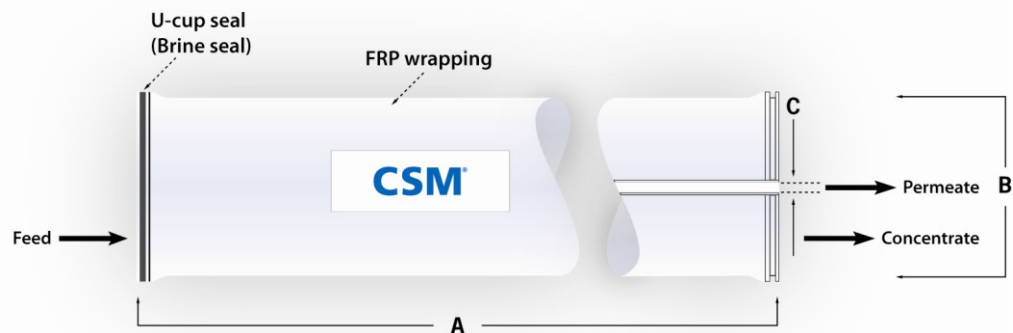 U-cup seal
(Brine seal)
FRP wrapping
C
CSM®
Permeate
B
Feed
Concentrate
A